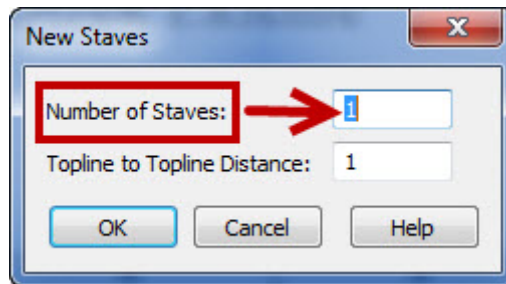 New Staves
Number of Staves: 1
Topline to Topline Distance: 1
OK Cancel Help